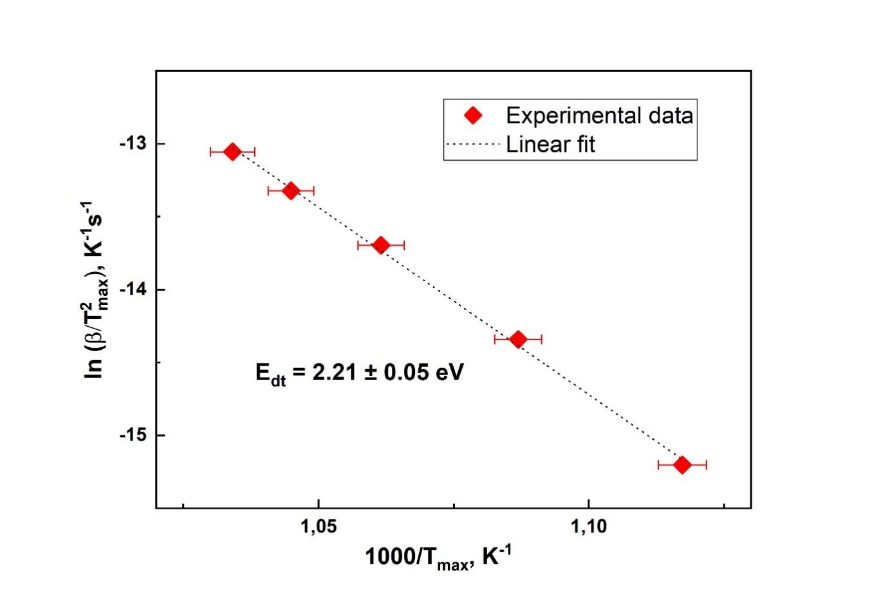 Experimental data
Linear fit
-13
-14
-15
ln (β/T²max), K⁻¹s⁻¹
Edt = 2.21 ± 0.05 eV
1,05
1,10
1000/Tmax, K⁻¹